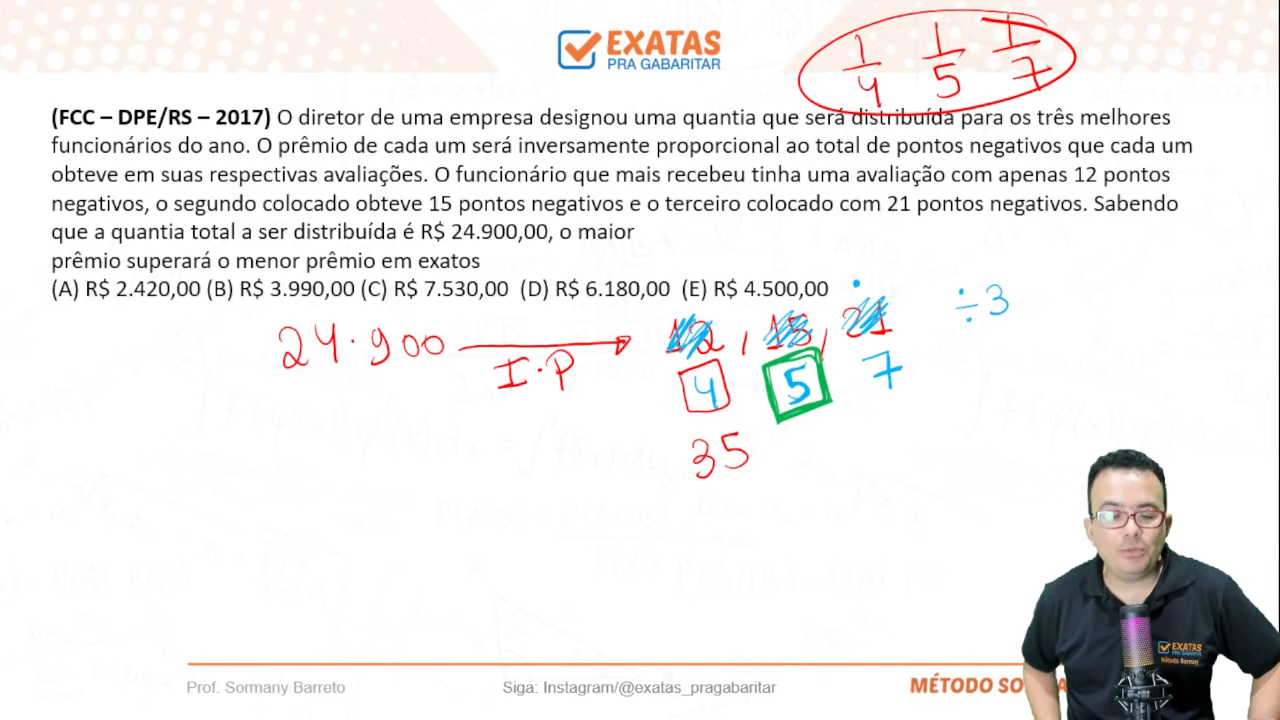 EXATAS
PRA GABARITAR
1/4 1/5 1/7
(FCC – DPE/RS – 2017) O diretor de uma empresa designou uma quantia que será distribuída para os três melhores
funcionários do ano. O prêmio de cada um será inversamente proporcional ao total de pontos negativos que cada um
obteve em suas respectivas avaliações. O funcionário que mais recebeu tinha uma avaliação com apenas 12 pontos
negativos, o segundo colocado obteve 15 pontos negativos e o terceiro colocado com 21 pontos negativos. Sabendo
que a quantia total a ser distribuída é R$ 24.900,00, o maior
prêmio superará o menor prêmio em exatos
(A) R$ 2.420,00 (B) R$ 3.990,00 (C) R$ 7.530,00 (D) R$ 6.180,00 (E) R$ 4.500,00
24.900 I.P 12, 15, 21 ÷3
4 5 7
35
EXATAS
PRA GABARITAR
Prof. Sormany Barreto
Siga: Instagram/@exatas_pragabaritar
MÉTODO